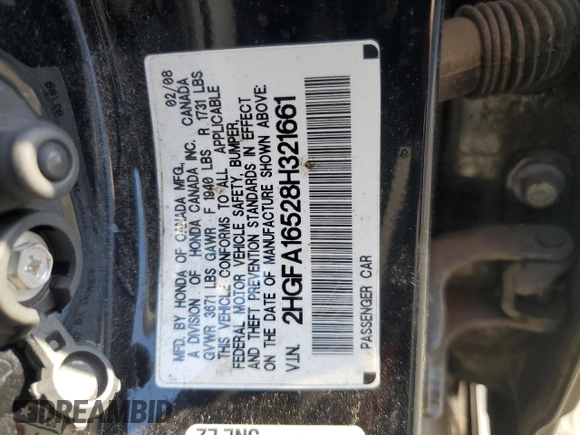 MFD. BY HONDA OF CANADA MFG. 02/08
A DIVISION OF HONDA CANADA INC. CANADA
GVWR 3671 LBS GAWR F 1940 LBS R 1731 LBS
THIS VEHICLE CONFORMS TO ALL APPLICABLE
FEDERAL MOTOR VEHICLE SAFETY, BUMPER,
AND THEFT PREVENTION STANDARDS IN EFFECT
ON THE DATE OF MANUFACTURE SHOWN ABOVE.
V.I.N. 2HGFA16528H321661
PASSENGER CAR
DREAMBID